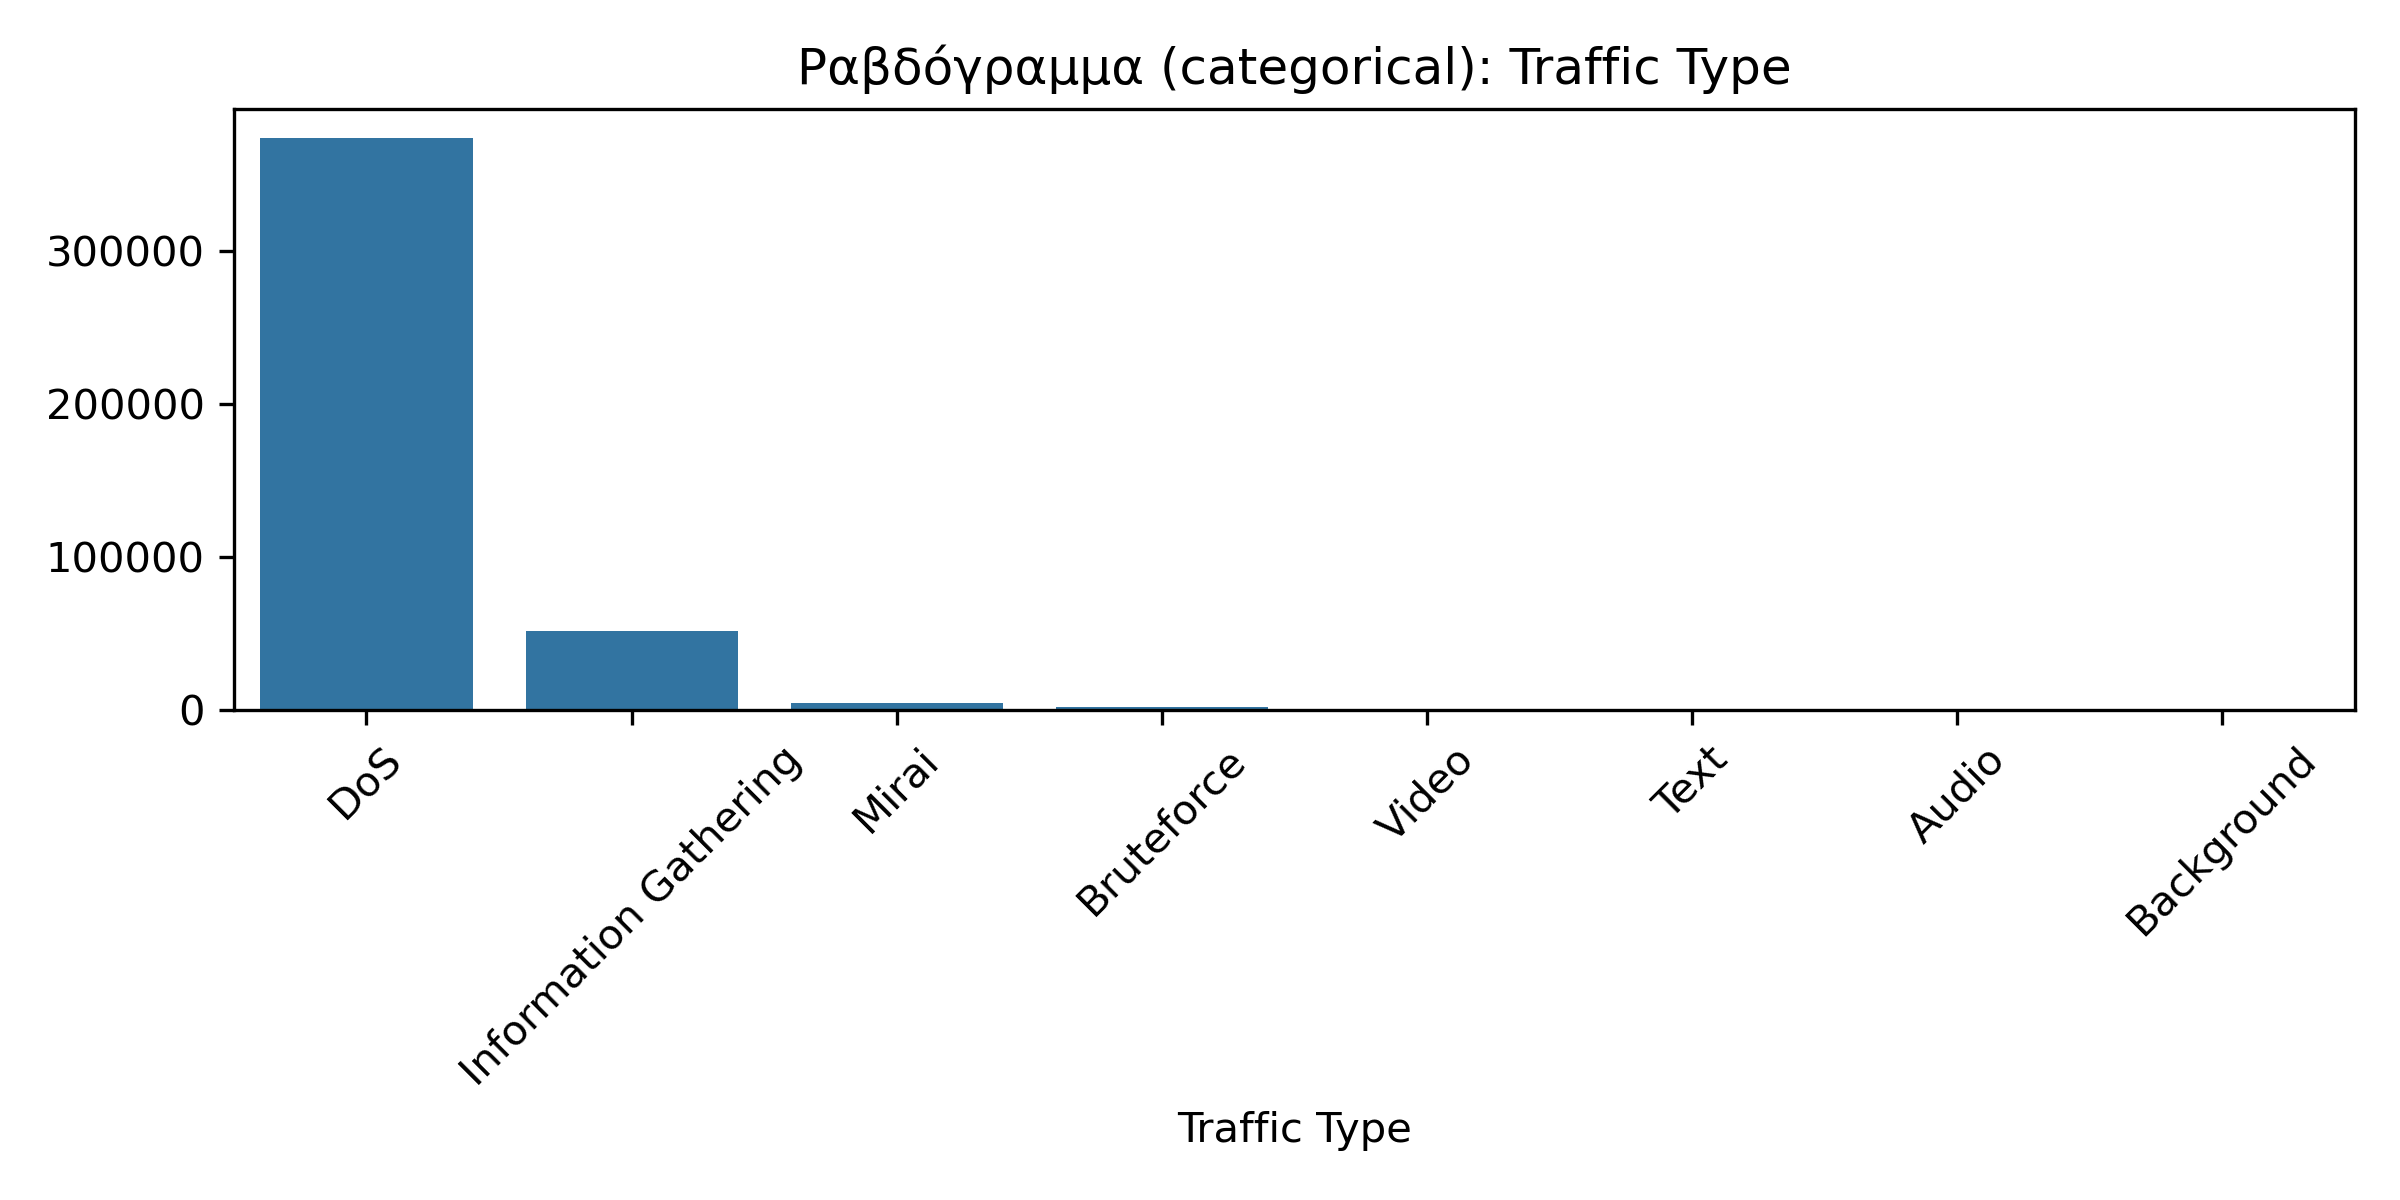 Ραβδόγραμμα (categorical): Traffic Type
300000
200000
100000
0
DoS
Information Gathering
Mirai
Bruteforce
Video
Text
Audio
Background
Traffic Type